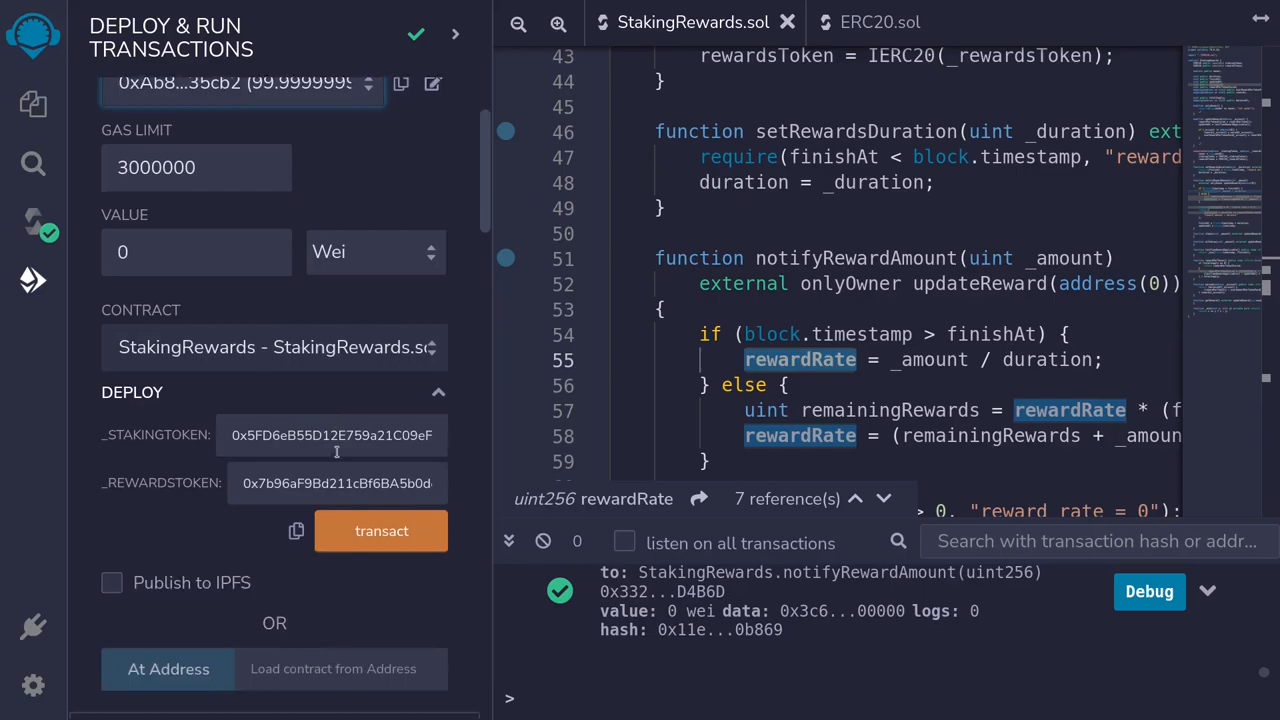 DEPLOY & RUN
TRANSACTIONS
0xAb8...35cb2 (99.9999999
GAS LIMIT
3000000
VALUE
0
Wei
CONTRACT
StakingRewards - StakingRewards.so
DEPLOY
_STAKINGTOKEN:
0x5FD6eB55D12E759a21C09eF
_REWARDSTOKEN:
0x7b96aF9Bd211cBf6BA5b0d
transact
Publish to IPFS
OR
At Address
Load contract from Address
StakingRewards.sol
ERC20.sol
43 rewardsToken = IERC20(_rewardsToken);
44 }
45
46 function setRewardsDuration(uint _duration) ext
47 require(finishAt < block.timestamp, "reward
48 duration = _duration;
49 }
50
51 function notifyRewardAmount(uint _amount)
52 external onlyOwner updateReward(address(0))
53 {
54 if (block.timestamp > finishAt) {
55 rewardRate = _amount / duration;
56 } else {
57 uint remainingRewards = rewardRate * (f
58 rewardRate = (remainingRewards + _amoun
59 }
> 0, "reward rate = 0");
uint256 rewardRate
7 reference(s)
0
listen on all transactions
Search with transaction hash or addr...
to: StakingRewards.notifyRewardAmount(uint256)
0x332...D4B6D
value: 0 wei data: 0x3c6...00000 logs: 0
hash: 0x11e...0b869
Debug
>